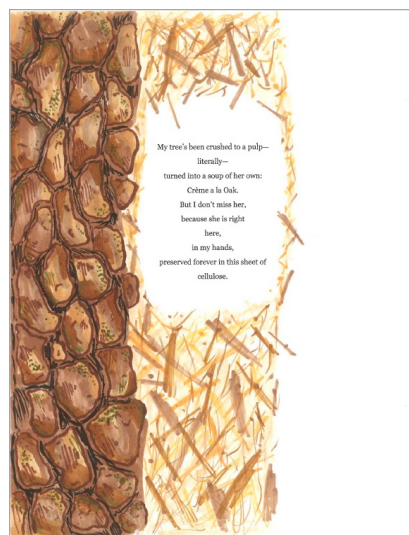 My tree's been crushed to a pulp—
literally—
turned into a soup of her own:
Crème a la Oak.
But I don't miss her,
because she is right
here,
in my hands,
preserved forever in this sheet of
cellulose.